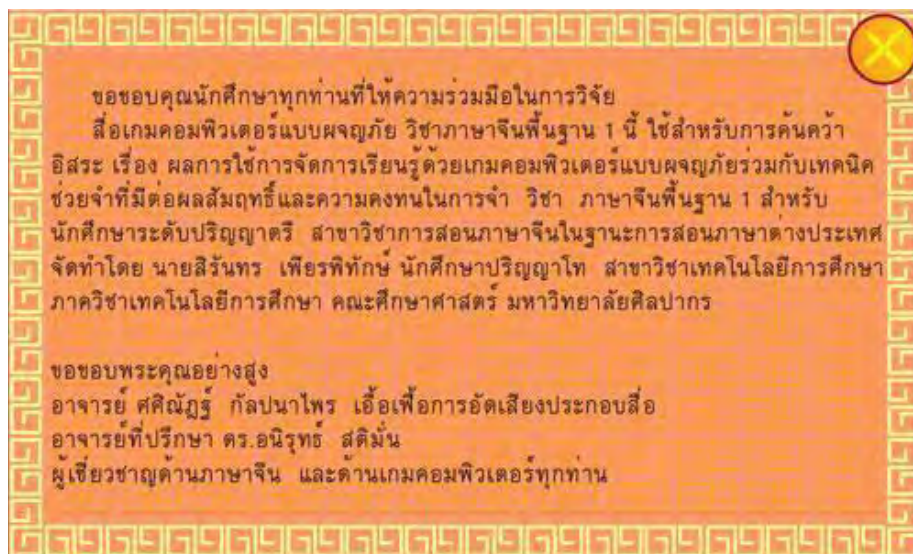 ขอขอบคุณนักศึกษาทุกท่านที่ให้ความร่วมมือในการวิจัย
สื่อเกมคอมพิวเตอร์แบบผจญภัย วิชาภาษาจีนพื้นฐาน 1 นี้ ใช้สำหรับการค้นคว้า
อิสระ เรื่อง ผลการใช้การจัดการเรียนรู้ด้วยเกมคอมพิวเตอร์แบบผจญภัยร่วมกับเทคนิค
ช่วยจำที่มีต่อผลสัมฤทธิ์และความคงทนในการจำ วิชา ภาษาจีนพื้นฐาน 1 สำหรับ
นักศึกษาระดับปริญญาตรี สาขาวิชาการสอนภาษาจีนในฐานะการสอนภาษาต่างประเทศ
จัดทำโดย นายสิรันทร เพียรพิทักษ์ นักศึกษาปริญญาโท สาขาวิชาเทคโนโลยีการศึกษา
ภาควิชาเทคโนโลยีการศึกษา คณะศึกษาศาสตร์ มหาวิทยาลัยศิลปากร
ขอขอบพระคุณอย่างสูง
อาจารย์ ศศิณัฎฐ์ กัลปนาไพร เอื้อเฟื้อการอัดเสียงประกอบสื่อ
อาจารย์ที่ปรึกษา ดร.อนิรุทธ์ สติมั่น
ผู้เชี่ยวชาญด้านภาษาจีน และด้านเกมคอมพิวเตอร์ทุกท่าน